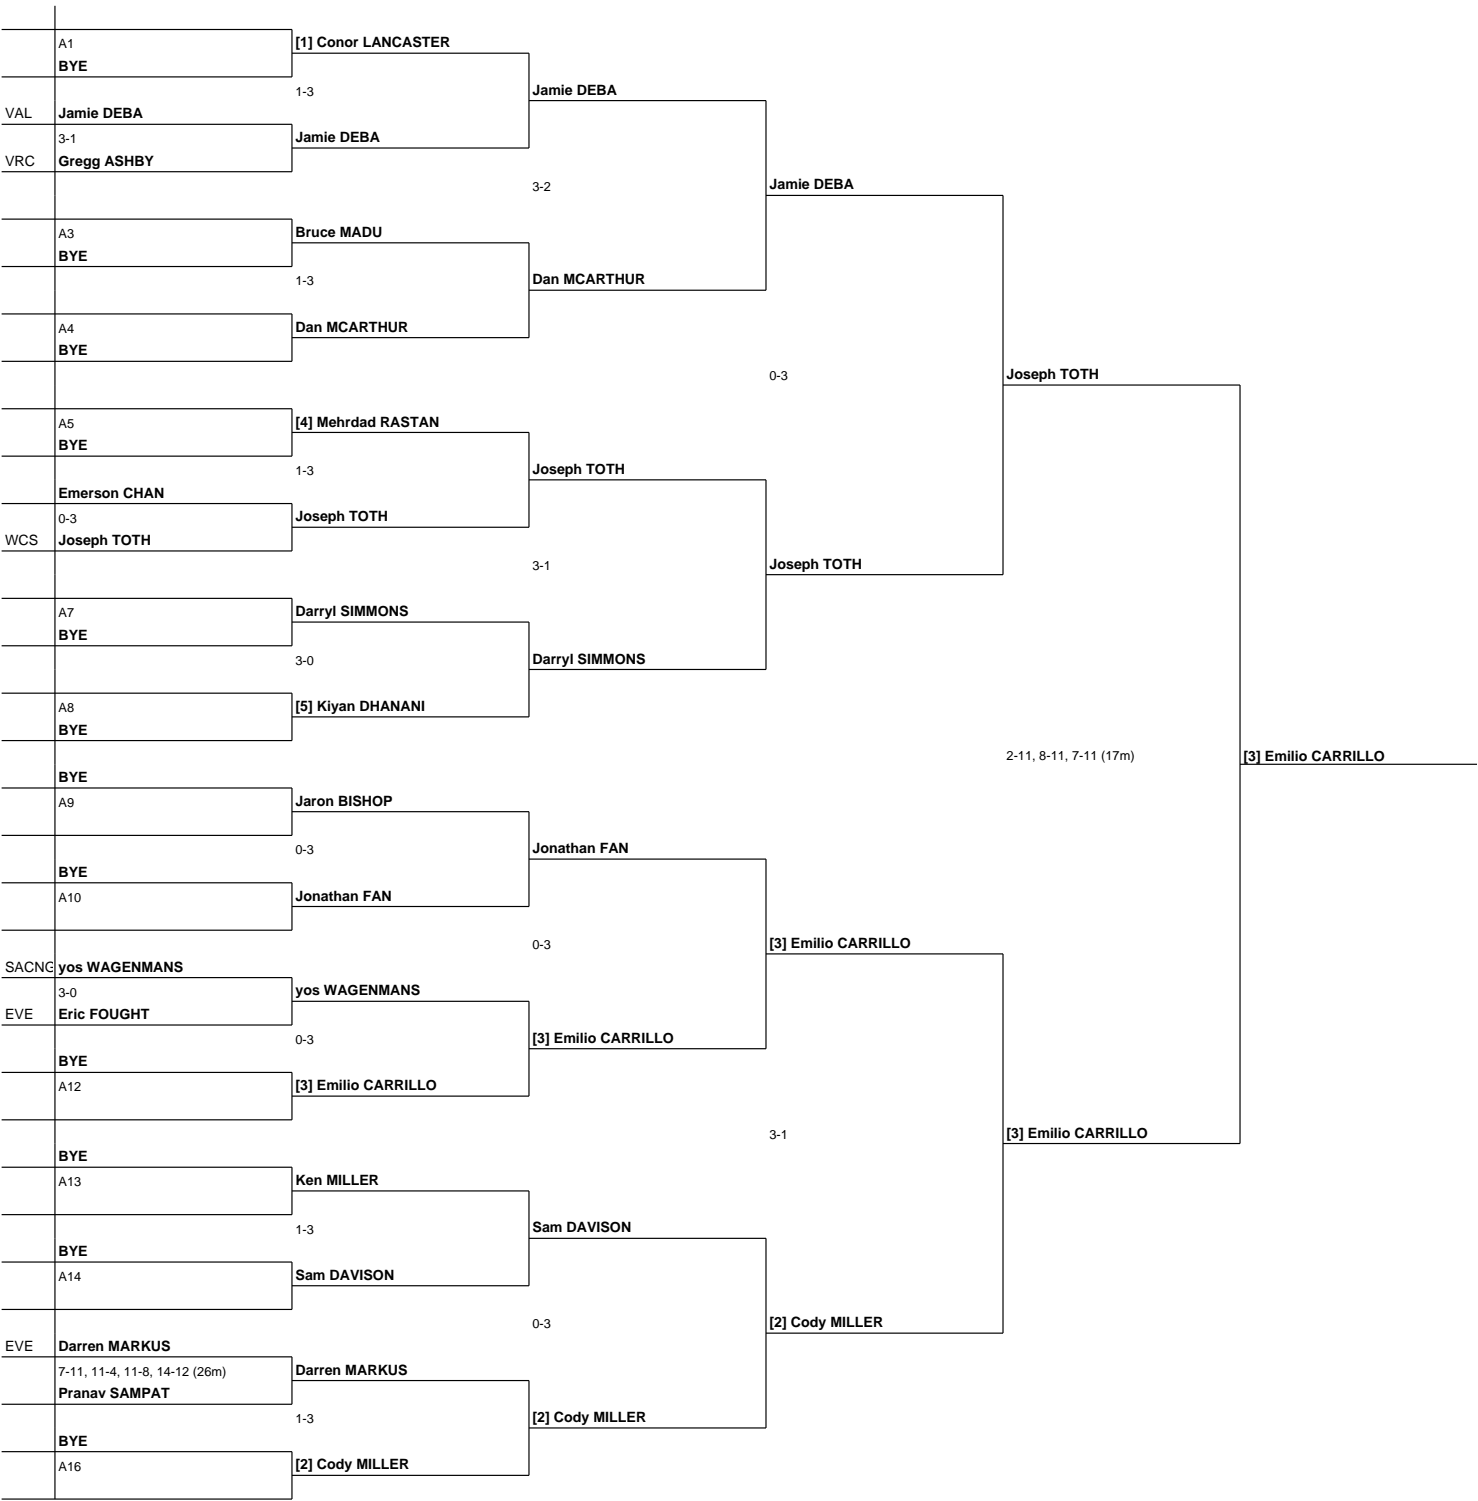 A1
[1] Conor LANCASTER
BYE
1-3
Jamie DEBA
VAL Jamie DEBA
3-1
Jamie DEBA
VRC Gregg ASHBY
3-2
Jamie DEBA
A3
Bruce MADU
BYE
1-3
Dan MCARTHUR
A4
Dan MCARTHUR
BYE
0-3
Joseph TOTH
A5
[4] Mehrdad RASTAN
BYE
1-3
Joseph TOTH
Emerson CHAN
0-3
Joseph TOTH
WCS Joseph TOTH
3-1
Joseph TOTH
A7
Darryl SIMMONS
BYE
3-0
Darryl SIMMONS
A8
[5] Kiyan DHANANI
BYE
2-11, 8-11, 7-11 (17m)
[3] Emilio CARRILLO
BYE
A9
Jaron BISHOP
0-3
Jonathan FAN
BYE
A10
Jonathan FAN
0-3
[3] Emilio CARRILLO
SACNG yos WAGENMANS
3-0
yos WAGENMANS
EVE Eric FOUGHT
0-3
[3] Emilio CARRILLO
BYE
A12
[3] Emilio CARRILLO
3-1
[3] Emilio CARRILLO
BYE
A13
Ken MILLER
1-3
Sam DAVISON
BYE
A14
Sam DAVISON
0-3
[2] Cody MILLER
EVE Darren MARKUS
7-11, 11-4, 11-8, 14-12 (26m)
Darren MARKUS
Pranav SAMPAT
1-3
[2] Cody MILLER
BYE
A16
[2] Cody MILLER